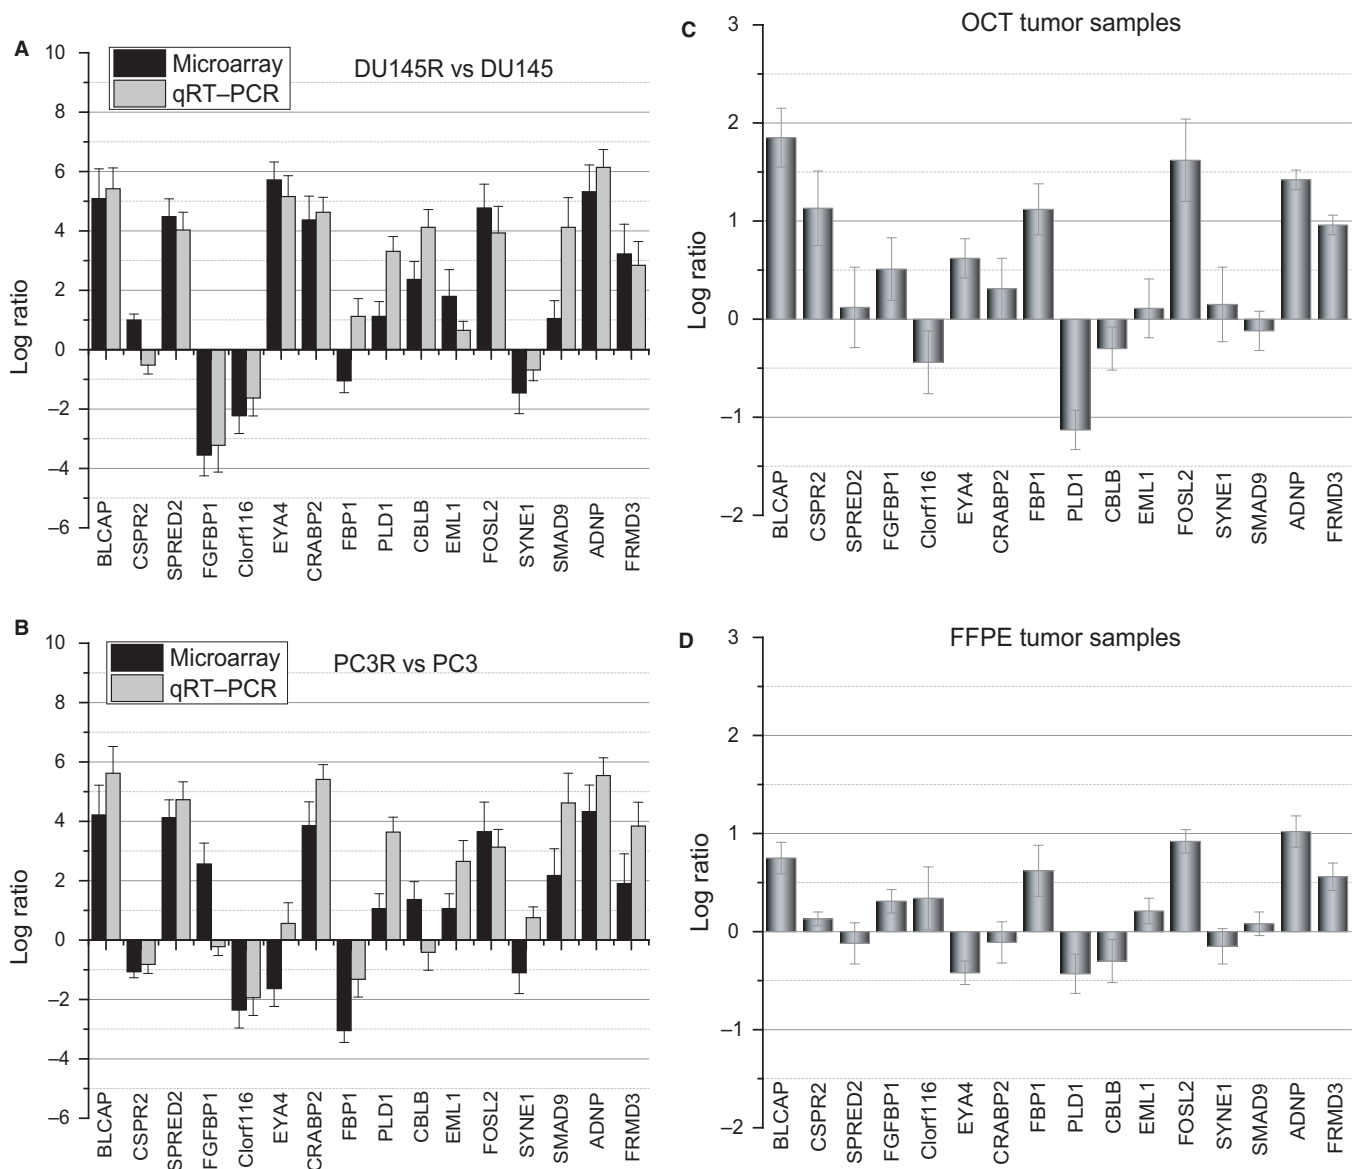 A
DU145R vs DU145
Microarray
qRT–PCR
Log ratio
10
8
6
4
2
0
–2
–4
–6
BLCAP
CSPR2
SPRED2
FGFBP1
Clorf116
EYA4
CRABP2
FBP1
PLD1
CBLB
EML1
FOSL2
SYNE1
SMAD9
ADNP
FRMD3
B
PC3R vs PC3
Microarray
qRT–PCR
Log ratio
10
8
6
4
2
0
–2
–4
–6
BLCAP
CSPR2
SPRED2
FGFBP1
Clorf116
EYA4
CRABP2
FBP1
PLD1
CBLB
EML1
FOSL2
SYNE1
SMAD9
ADNP
FRMD3
C
OCT tumor samples
Log ratio
3
2
1
0
–1
–2
BLCAP
CSPR2
SPRED2
FGFBP1
Clorf116
EYA4
CRABP2
FBP1
PLD1
CBLB
EML1
FOSL2
SYNE1
SMAD9
ADNP
FRMD3
D
FFPE tumor samples
Log ratio
3
2
1
0
–1
–2
BLCAP
CSPR2
SPRED2
FGFBP1
Clorf116
EYA4
CRABP2
FBP1
PLD1
CBLB
EML1
FOSL2
SYNE1
SMAD9
ADNP
FRMD3